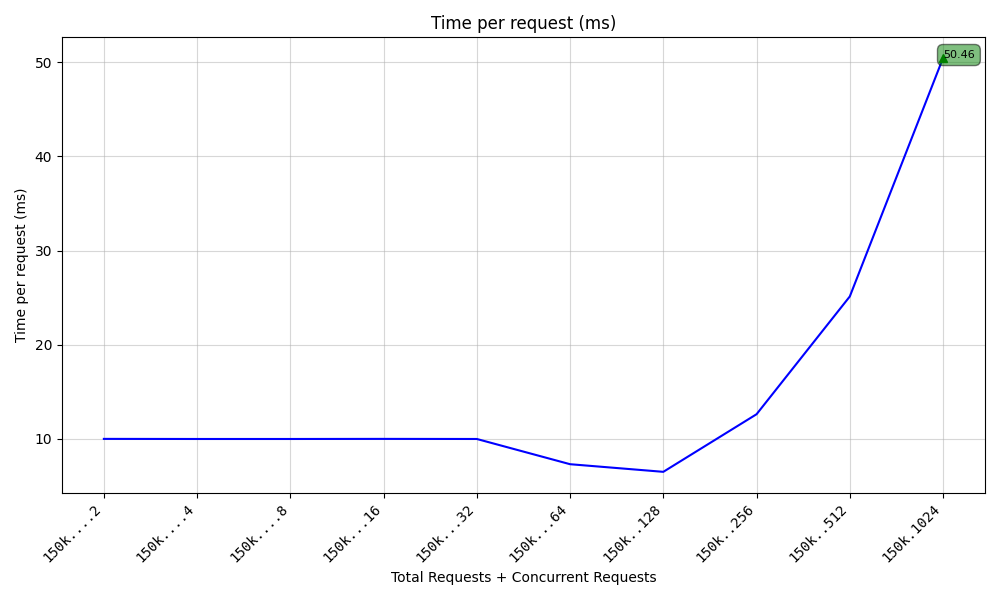 Time per request (ms)
50.46
50
40
30
20
10
Time per request (ms)
150k....2
150k....4
150k....8
150k...16
150k...32
150k...64
150k..128
150k..256
150k..512
150k.1024
Total Requests + Concurrent Requests